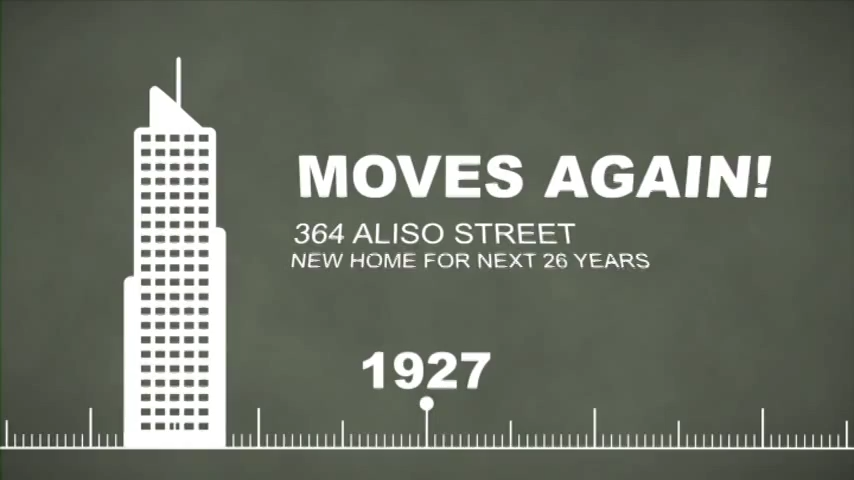 MOVES AGAIN!
364 ALISO STREET
NEW HOME FOR NEXT 26 YEARS
1927